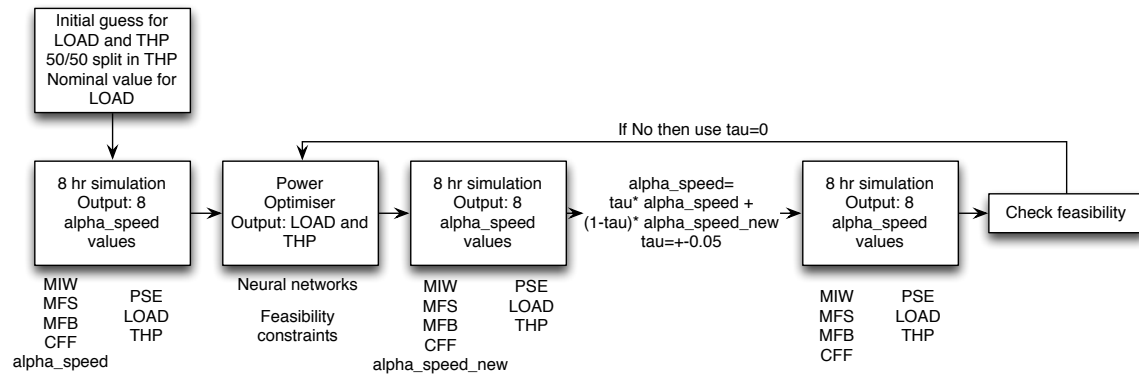 Initial guess for
LOAD and THP
50/50 split in THP
Nominal value for
LOAD
If No then use tau=0
8 hr simulation
Output: 8
alpha_speed
values
Power
Optimiser
Output: LOAD and
THP
8 hr simulation
Output: 8
alpha_speed
values
alpha_speed=
tau* alpha_speed +
(1-tau)* alpha_speed_new
tau=+-0.05
8 hr simulation
Output: 8
alpha_speed
values
Check feasibility
MIW
MFS
MFB
CFF
alpha_speed
PSE
LOAD
THP
Neural networks
Feasibility
constraints
MIW
MFS
MFB
CFF
alpha_speed_new
PSE
LOAD
THP
MIW
MFS
MFB
CFF
PSE
LOAD
THP